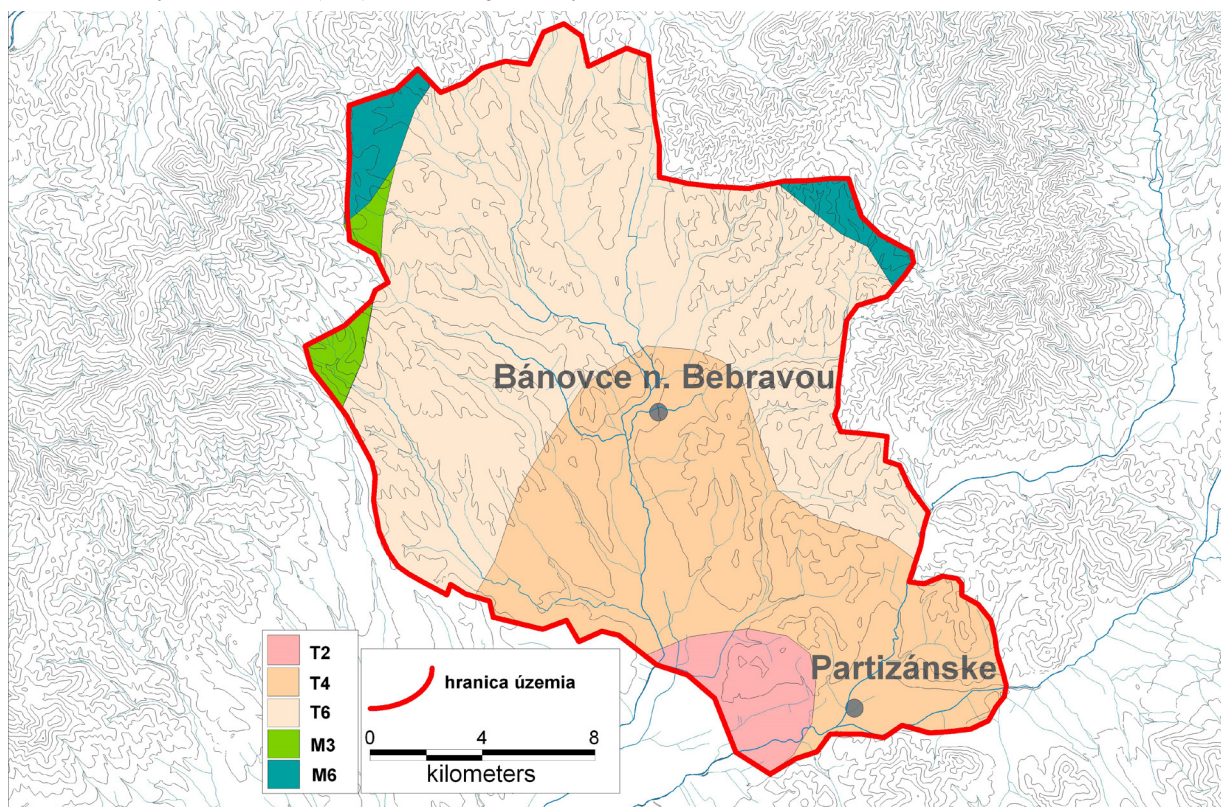 Bánovce n. Bebravou
Partizánske
T2
T4
T6
M3
M6
hranica územia
0 4 8
kilometers